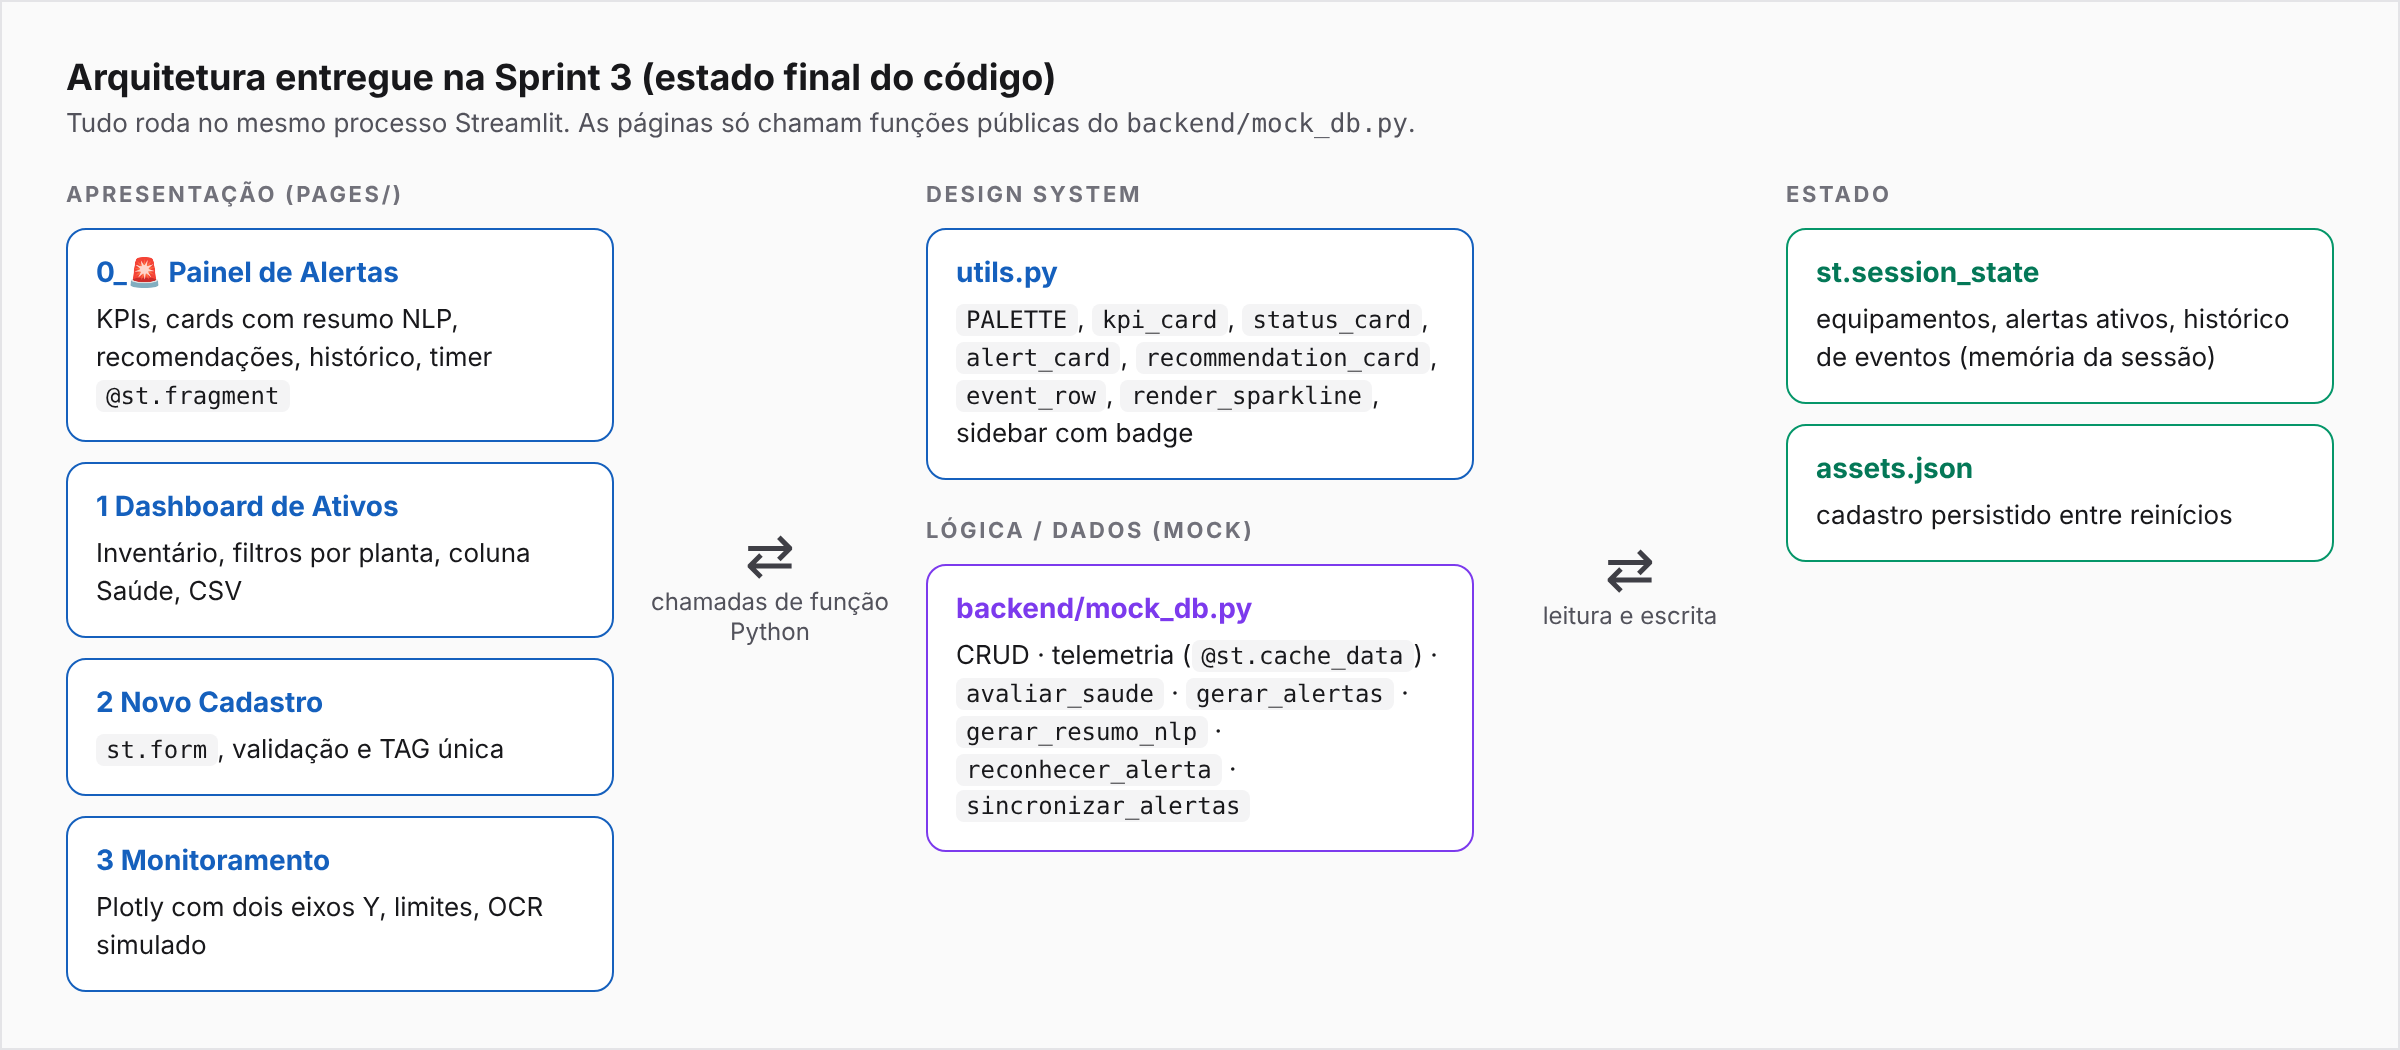 Arquitetura entregue na Sprint 3 (estado final do código)
Tudo roda no mesmo processo Streamlit. As páginas só chamam funções públicas do backend/mock_db.py.
APRESENTAÇÃO (PAGES/)
0_🚨 Painel de Alertas
KPIs, cards com resumo NLP,
recomendações, histórico, timer
@st.fragment
1 Dashboard de Ativos
Inventário, filtros por planta, coluna
Saúde, CSV
2 Novo Cadastro
st.form, validação e TAG única
3 Monitoramento
Plotly com dois eixos Y, limites, OCR
simulado
⇄
chamadas de função
Python
DESIGN SYSTEM
utils.py
PALETTE, kpi_card, status_card,
alert_card, recommendation_card,
event_row, render_sparkline,
sidebar com badge
LÓGICA / DADOS (MOCK)
backend/mock_db.py
CRUD · telemetria (@st.cache_data) ·
avaliar_saude · gerar_alertas ·
gerar_resumo_nlp ·
reconhecer_alerta ·
sincronizar_alertas
⇄
leitura e escrita
ESTADO
st.session_state
equipamentos, alertas ativos, histórico
de eventos (memória da sessão)
assets.json
cadastro persistido entre reinícios